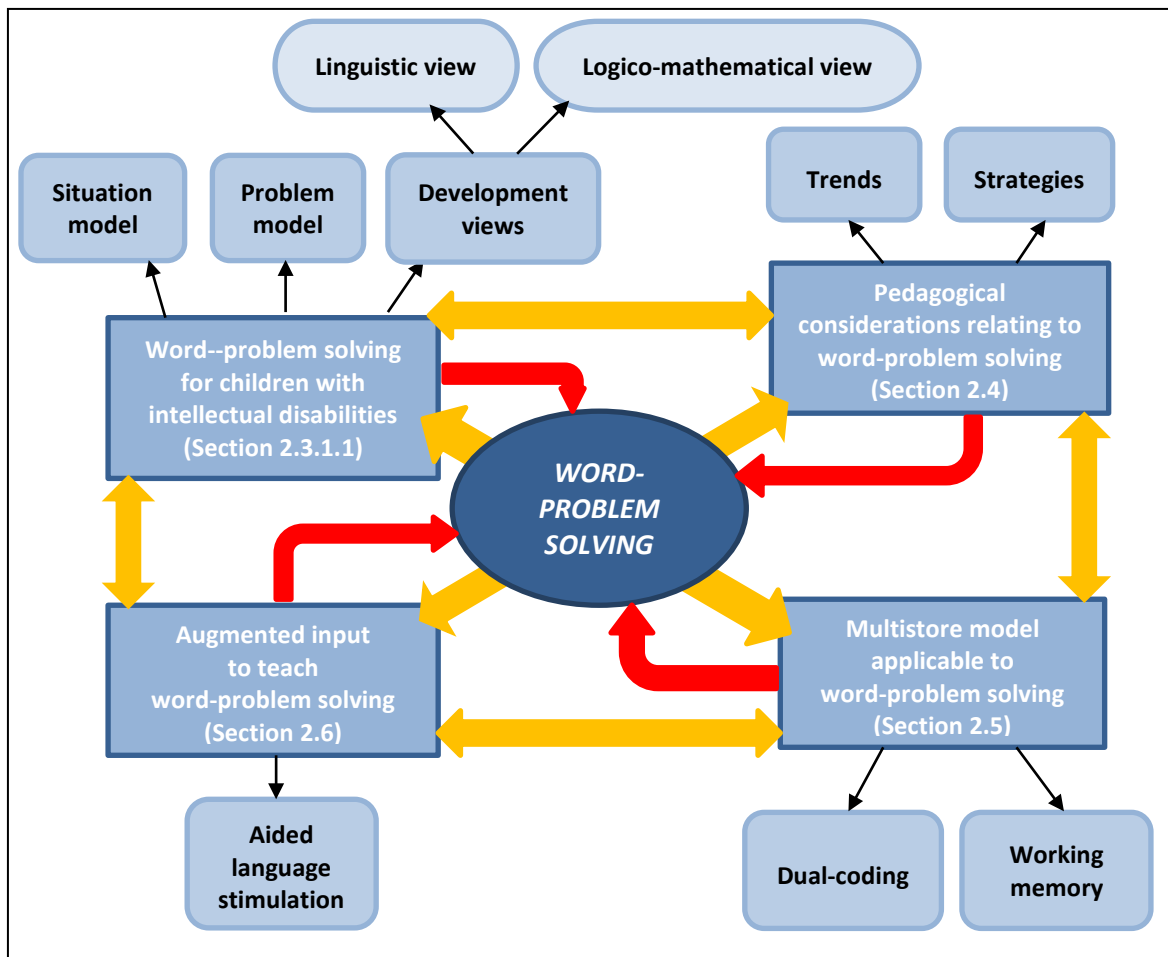 Linguistic view
Logico-mathematical view
Situation
model
Problem
model
Development
views
Trends
Strategies
Word--problem solving
for children with
intellectual disabilities
(Section 2.3.1.1)
Pedagogical
considerations relating to
word-problem solving
(Section 2.4)
WORD-
PROBLEM
SOLVING
Augmented input
to teach
word-problem solving
(Section 2.6)
Multistore model
applicable to
word-problem solving
(Section 2.5)
Aided
language
stimulation
Dual-coding
Working
memory